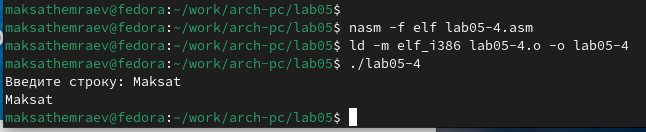 maksathemraev@fedora:~/work/arch-pc/lab05$
maksathemraev@fedora:~/work/arch-pc/lab05$ nasm -f elf lab05-4.asm
maksathemraev@fedora:~/work/arch-pc/lab05$ ld -m elf_i386 lab05-4.o -o lab05-4
maksathemraev@fedora:~/work/arch-pc/lab05$ ./lab05-4
Введите строку: Maksat
Maksat
maksathemraev@fedora:~/work/arch-pc/lab05$